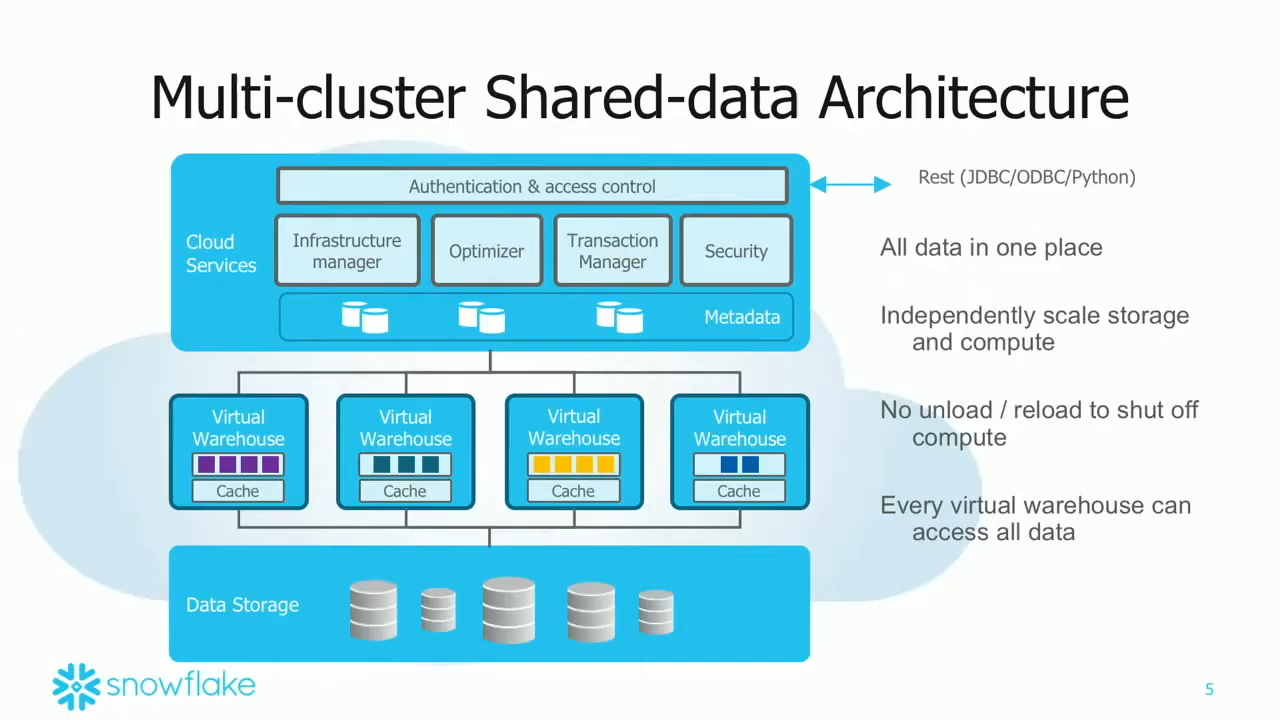 Multi-cluster Shared-data Architecture
Authentication & access control
Rest (JDBC/ODBC/Python)
Cloud
Services
Infrastructure
manager
Optimizer
Transaction
Manager
Security
Metadata
All data in one place
Independently scale storage
and compute
No unload / reload to shut off
compute
Every virtual warehouse can
access all data
Virtual
Warehouse
Cache
Virtual
Warehouse
Cache
Virtual
Warehouse
Cache
Virtual
Warehouse
Cache
Data Storage
snowflake
5